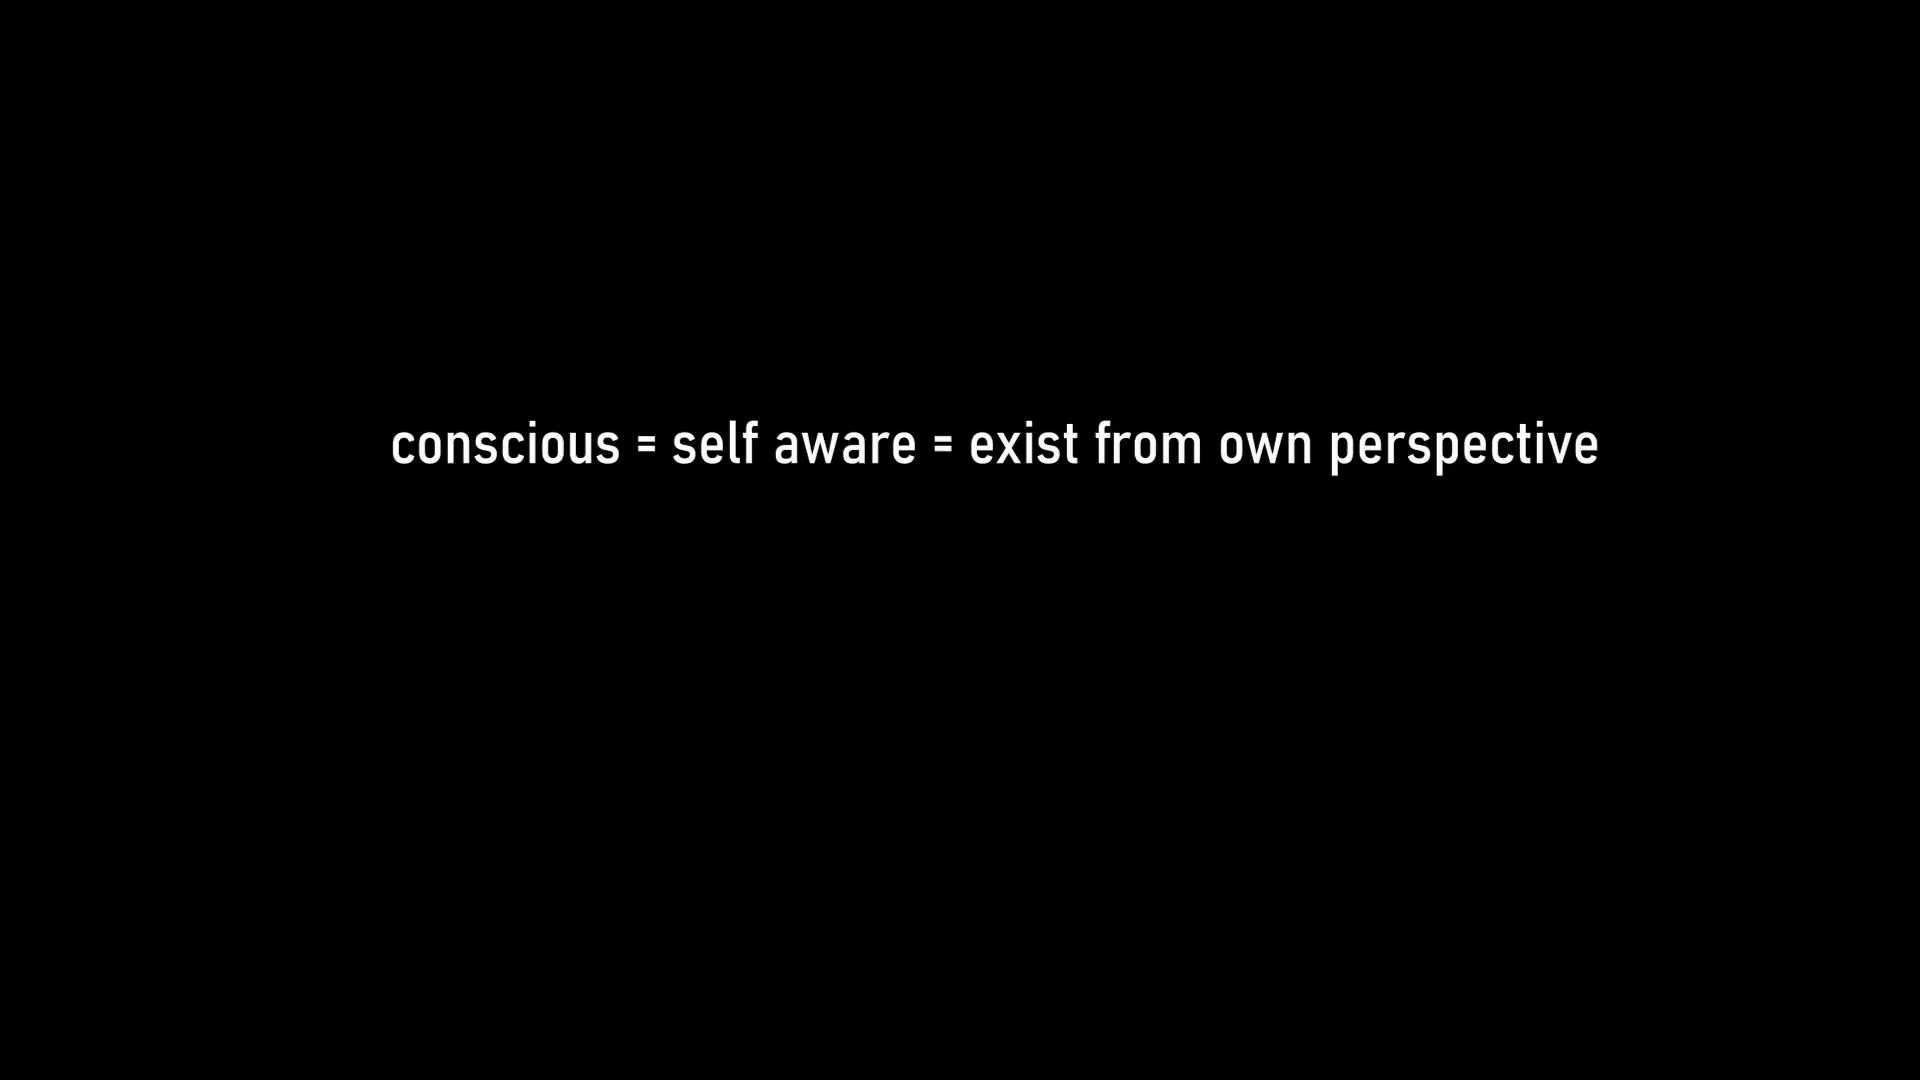 conscious = self aware = exist from own perspective